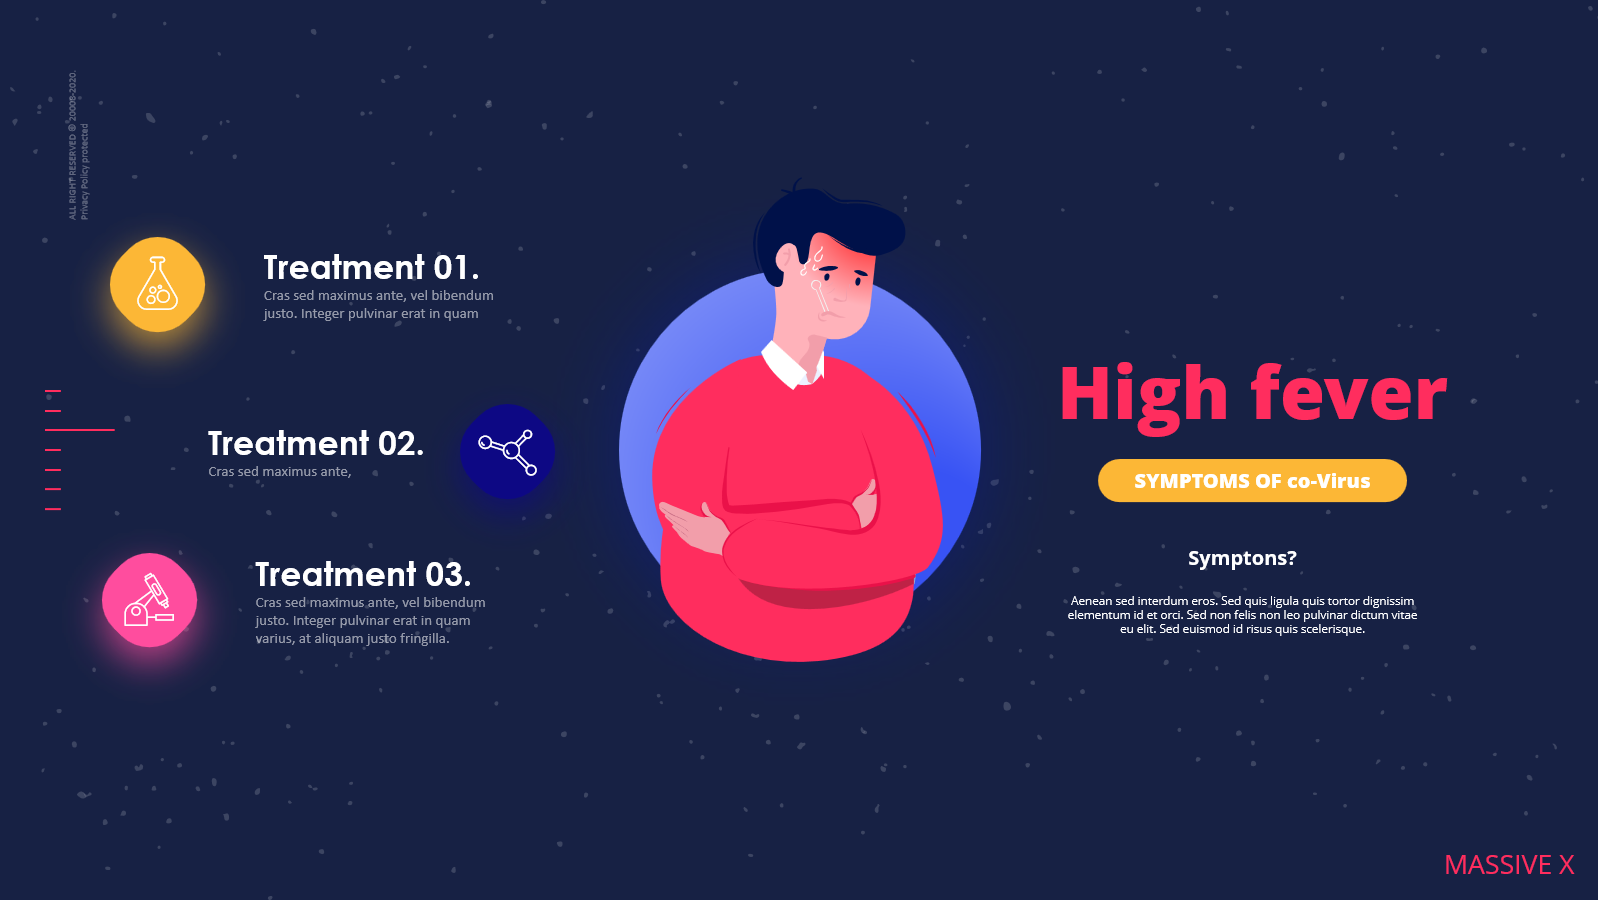 ALL RIGHT RESERVED © 20008-2020.
Privacy Policy protected
Treatment 01.
Cras sed maximus ante, vel bibendum
justo. Integer pulvinar erat in quam
Treatment 02.
Cras sed maximus ante,
Treatment 03.
Cras sed maximus ante, vel bibendum
justo. Integer pulvinar erat in quam
varius, at aliquam justo fringilla.
High fever
SYMPTOMS OF co-Virus
Symptons?
Aenean sed interdum eros. Sed quis ligula quis tortor dignissim
elementum id et orci. Sed non felis non leo pulvinar dictum vitae
eu elit. Sed euismod id risus quis scelerisque.
MASSIVE X